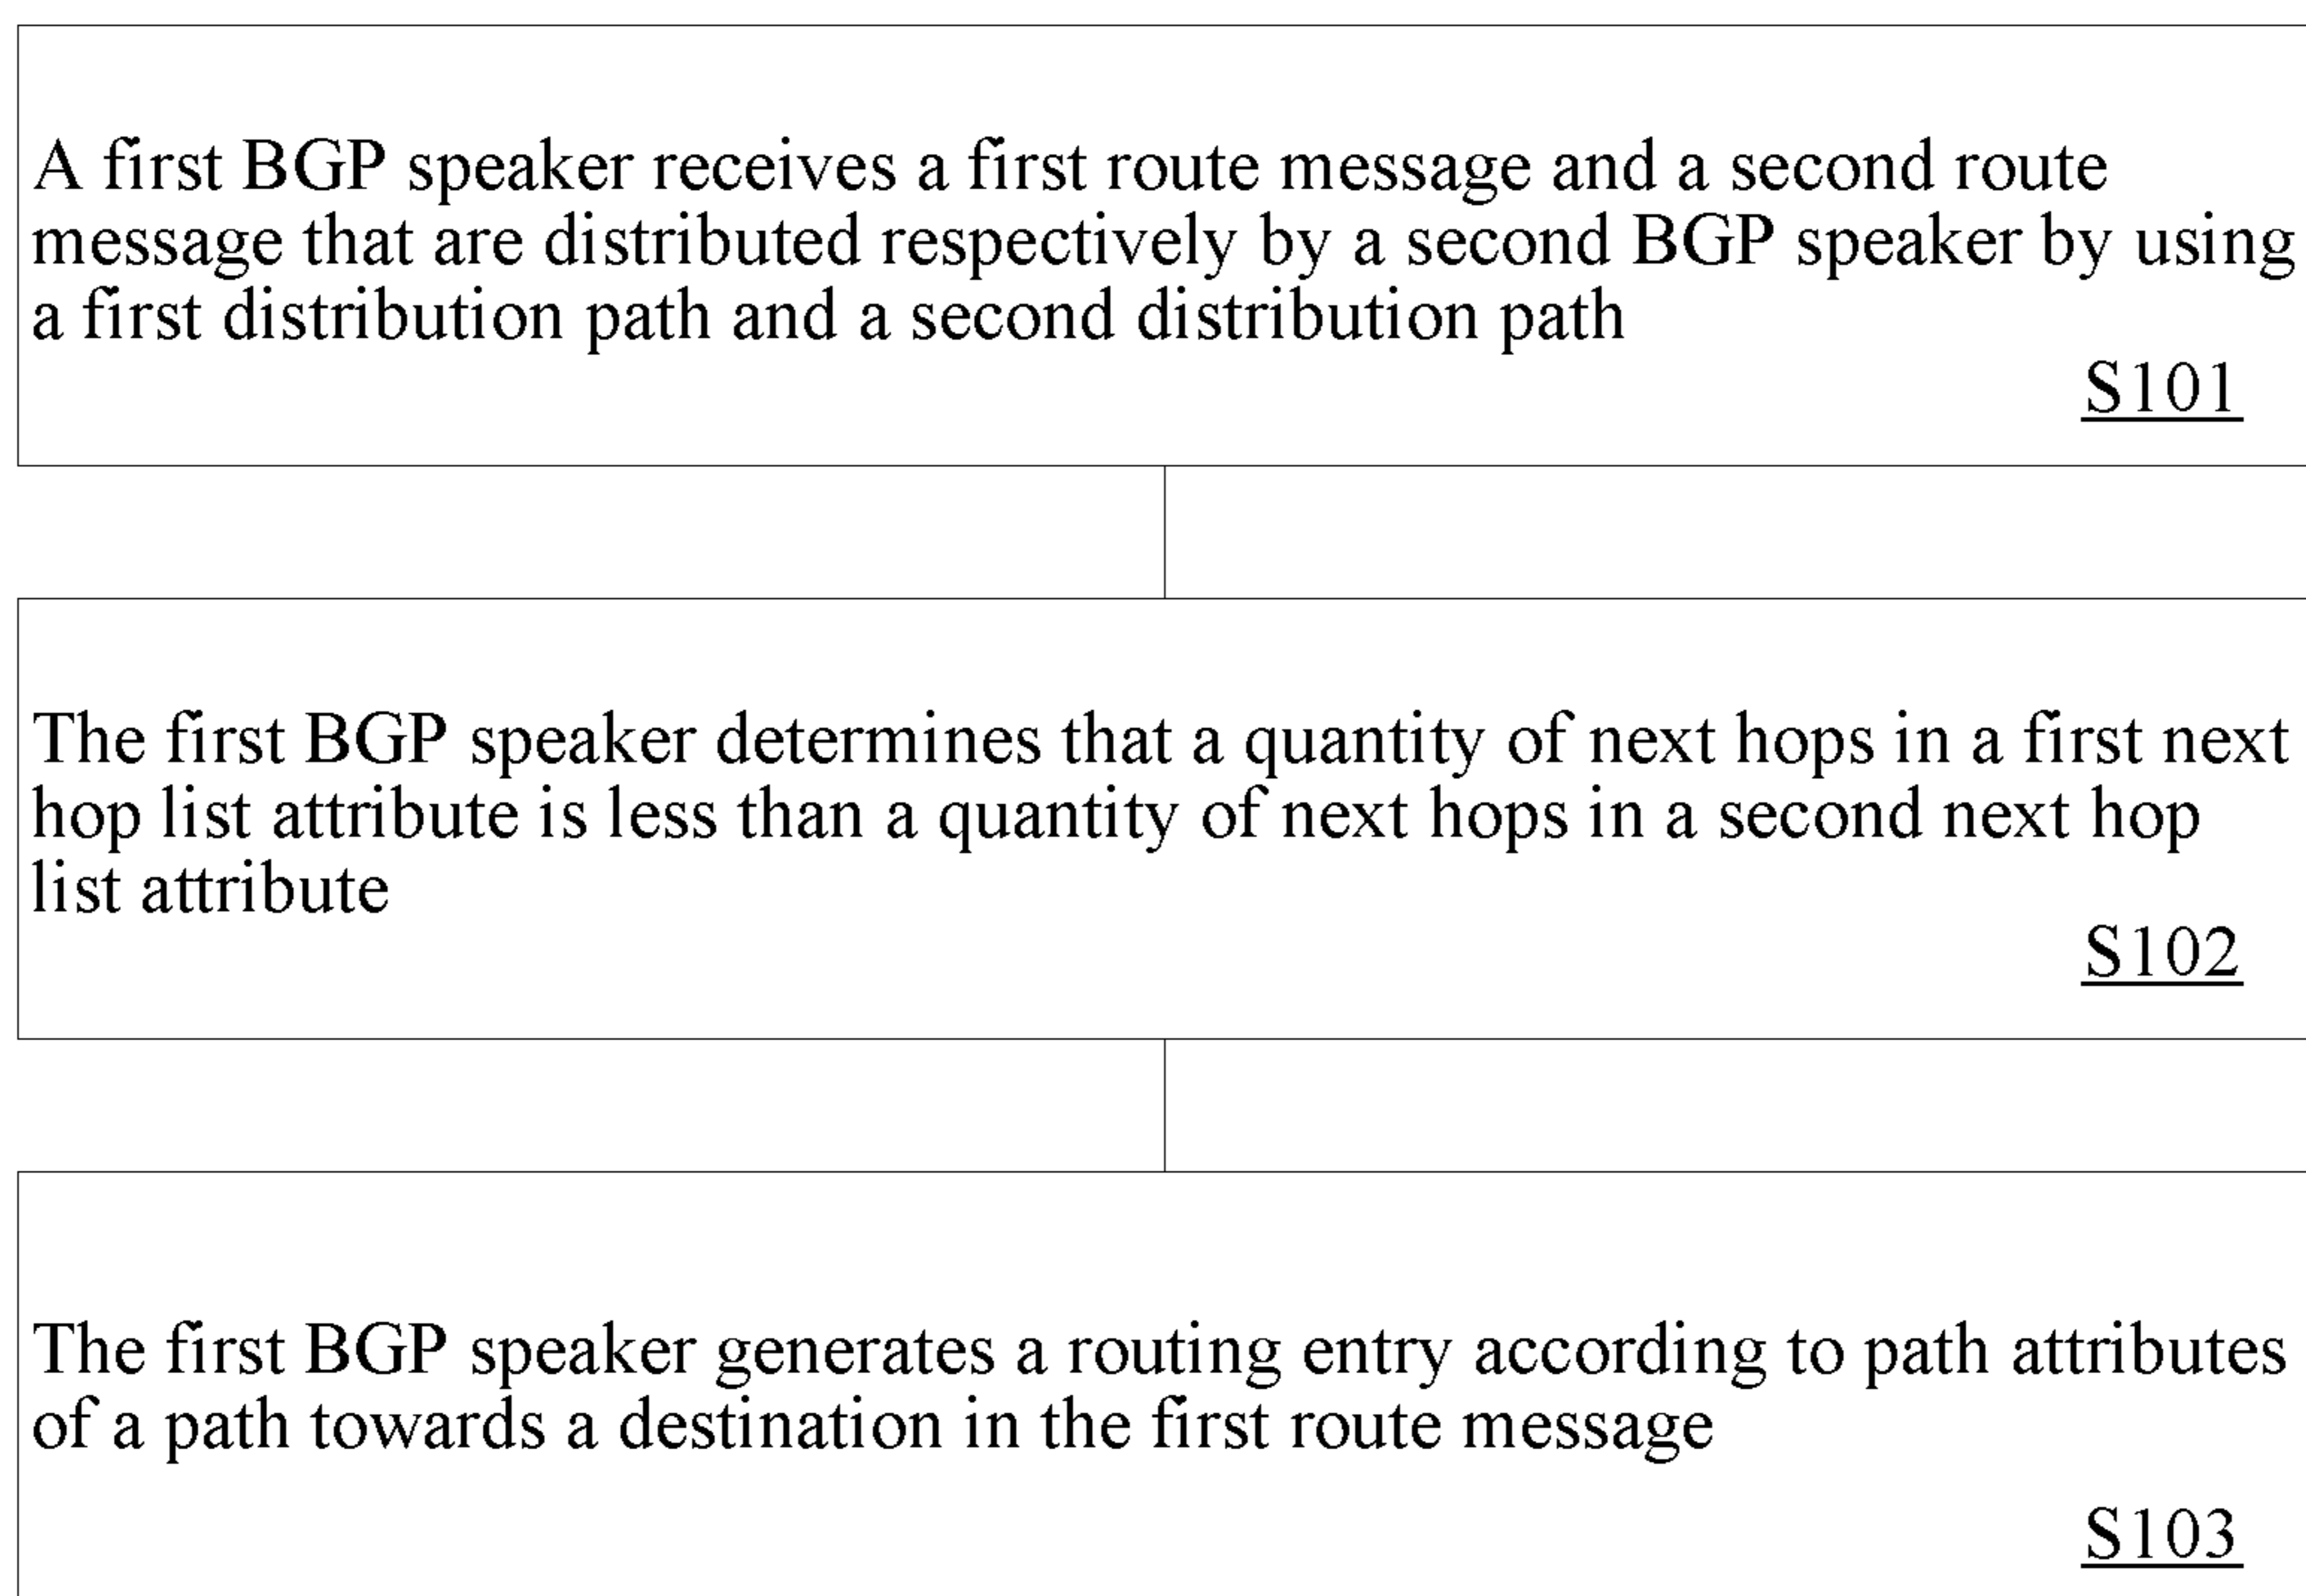 A first BGP speaker receives a first route message and a second route
message that are distributed respectively by a second BGP speaker by using
a first distribution path and a second distribution path
S101
The first BGP speaker determines that a quantity of next hops in a first next
hop list attribute is less than a quantity of next hops in a second next hop
list attribute
S102
The first BGP speaker generates a routing entry according to path attributes
of a path towards a destination in the first route message
S103